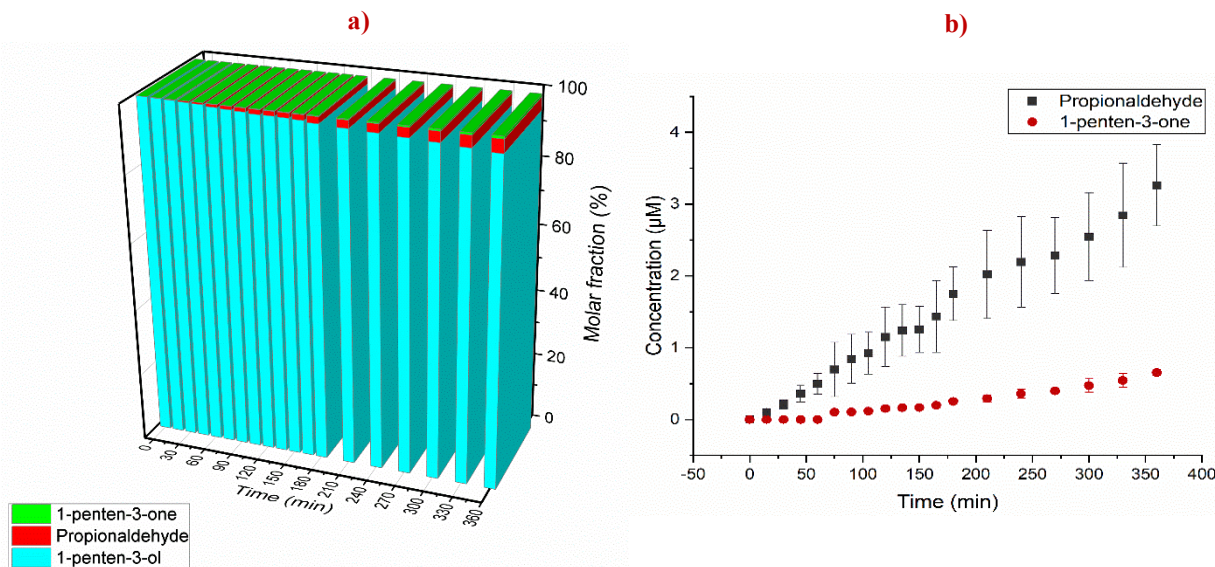 a)
100
80
60
40
20
0
Molar fraction (%)
0
30
60
90
120
150
180
210
240
270
300
330
360
Time (min)
1-penten-3-one
Propionaldehyde
1-penten-3-ol
b)
Propionaldehyde
1-penten-3-one
4
3
2
1
0
Concentration (µM)
-50 0 50 100 150 200 250 300 350 400
Time (min)